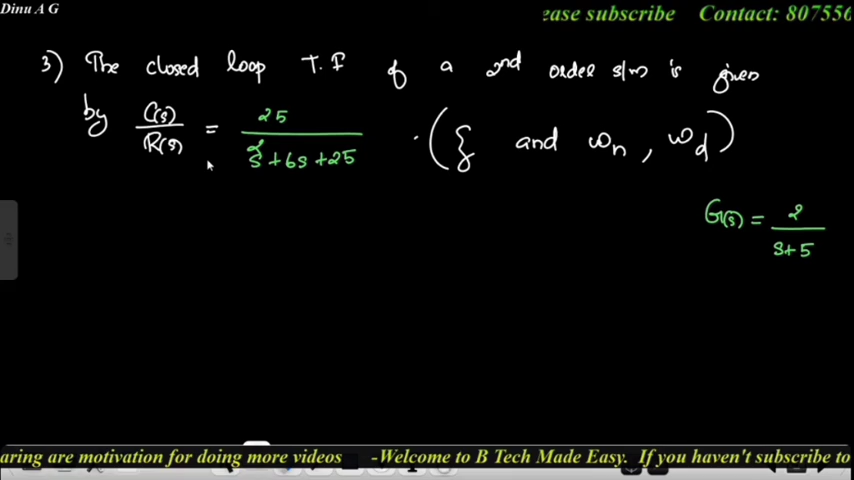 Dinu A G
ease subscribe Contact: 807556
3) The closed loop T.F of a 2nd order s/m is given
by C(s)/R(s) = 25/(s²+6s+25) . (ξ and ωn, ωd)
G(s) = 2/(s+5)
aring are motivation for doing more videos -Welcome to B Tech Made Easy. If you haven't subscribe to